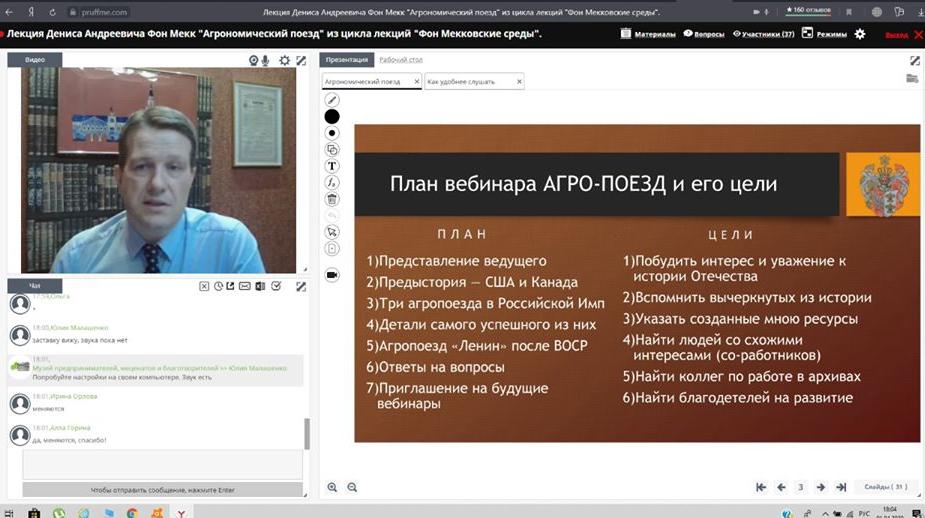 pruffme.com
Лекция Дениса Андреевича Фон Мекк "Агрономический поезд" из цикла лекций "Фон Мекковские среды".
160 отзывов
Лекция Дениса Андреевича Фон Мекк "Агрономический поезд" из цикла лекций "Фон Мекковские среды".
Материалы
Вопросы
Участники (37)
Режимы
Выход
Видео
Презентация
Рабочий стол
Агрономический поезд
Как удобнее слушать
План вебинара АГРО-ПОЕЗД и его цели
ПЛАН
1)Представление ведущего
2)Предыстория – США и Канада
3)Три агропоезда в Российской Имп
4)Детали самого успешного из них
5)Агропоезд «Ленин» после ВОСР
6)Ответы на вопросы
7)Приглашение на будущие
вебинары
ЦЕЛИ
1)Побудить интерес и уважение к
истории Отечества
2)Вспомнить вычеркнутых из истории
3)Указать созданные мною ресурсы
4)Найти людей со схожими
интересами (со-работников)
5)Найти коллег по работе в архивах
6)Найти благодетелей на развитие
Чат
17:59,Ольга
+
18:00,Юлия Малашенко
заставку вижу, звука пока нет
18:01,
Музей предпринимателей, меценатов и благотворителей >> Юлия Малашенко
Попробуйте настройки на своем компьютере. Звук есть
18:01,Ирина Орлова
меняются
18:01,Алла Горина
да, меняются, спасибо!
Чтобы отправить сообщение, нажмите Enter
3
Слайды ( 31 )
РУС
18:04